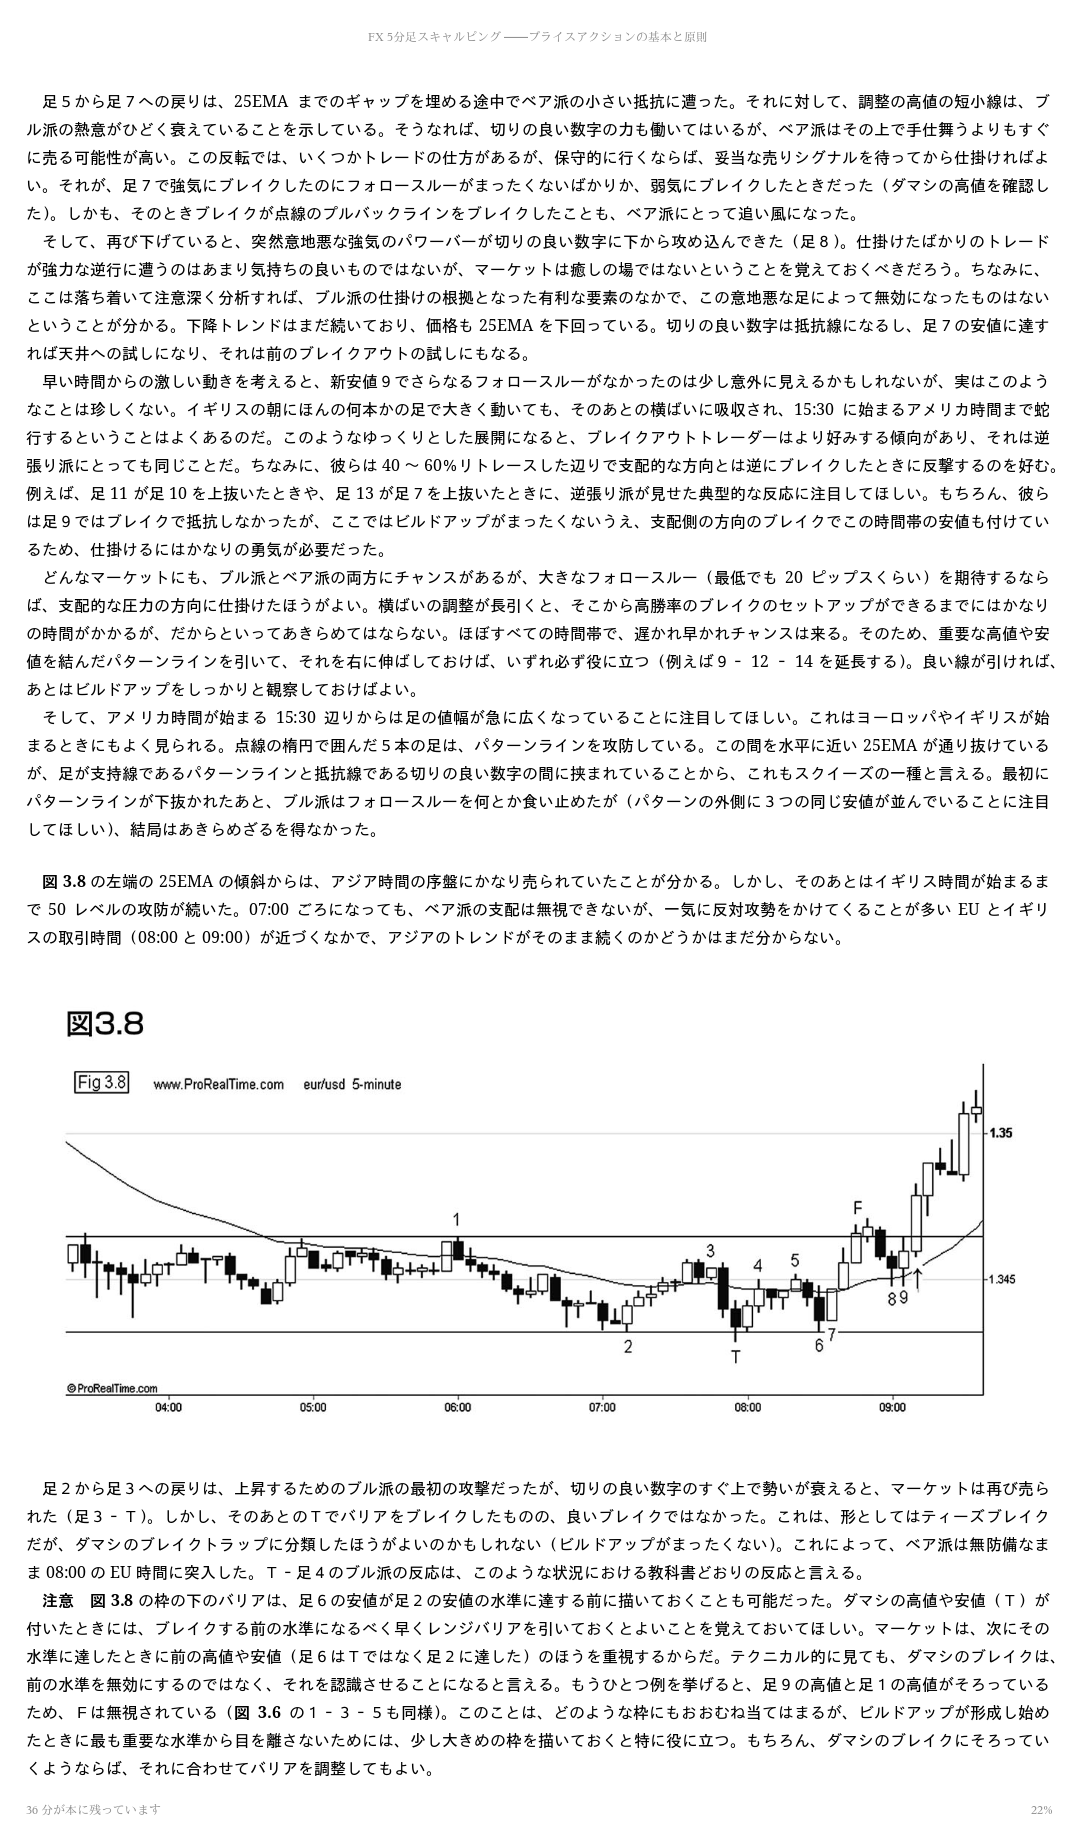 FX 5分足スキャルピング ――プライスアクションの基本と原則
足５から足７への戻りは、25EMA までのギャップを埋める途中でベア派の小さい抵抗に遭った。それに対して、調整の高値の短小線は、ブ
ル派の熱意がひどく衰えていることを示している。そうなれば、切りの良い数字の力も働いてはいるが、ベア派はその上で手仕舞うよりもすぐ
に売る可能性が高い。この反転では、いくつかトレードの仕方があるが、保守的に行くならば、妥当な売りシグナルを待ってから仕掛ければよ
い。それが、足７で強気にブレイクしたのにフォロースルーがまったくないばかりか、弱気にブレイクしたときだった（ダマシの高値を確認し
た）。しかも、そのときブレイクが点線のプルバックラインをブレイクしたことも、ベア派にとって追い風になった。
そして、再び下げていると、突然意地悪な強気のパワーバーが切りの良い数字に下から攻め込んできた（足８）。仕掛けたばかりのトレード
が強力な逆行に遭うのはあまり気持ちの良いものではないが、マーケットは癒しの場ではないということを覚えておくべきだろう。ちなみに、
ここは落ち着いて注意深く分析すれば、ブル派の仕掛けの根拠となった有利な要素のなかで、この意地悪な足によって無効になったものはない
ということが分かる。下降トレンドはまだ続いており、価格も 25EMA を下回っている。切りの良い数字は抵抗線になるし、足７の安値に達す
れば天井への試しになり、それは前のブレイクアウトの試しにもなる。
早い時間からの激しい動きを考えると、新安値９でさらなるフォロースルーがなかったのは少し意外に見えるかもしれないが、実はこのよう
なことは珍しくない。イギリスの朝にほんの何本かの足で大きく動いても、そのあとの横ばいに吸収され、15:30 に始まるアメリカ時間まで蛇
行するということはよくあるのだ。このようなゆっくりとした展開になると、ブレイクアウトトレーダーはより好みする傾向があり、それは逆
張り派にとっても同じことだ。ちなみに、彼らは 40 〜 60%リトレースした辺りで支配的な方向とは逆にブレイクしたときに反撃するのを好む。
例えば、足 11 が足 10 を上抜いたときや、足 13 が足７を上抜いたときに、逆張り派が見せた典型的な反応に注目してほしい。もちろん、彼ら
は足９ではブレイクで抵抗しなかったが、ここではビルドアップがまったくないうえ、支配側の方向のブレイクでこの時間帯の安値も付けてい
るため、仕掛けるにはかなりの勇気が必要だった。
どんなマーケットにも、ブル派とベア派の両方にチャンスがあるが、大きなフォロースルー（最低でも 20 ピップスくらい）を期待するなら
ば、支配的な圧力の方向に仕掛けたほうがよい。横ばいの調整が長引くと、そこから高勝率のブレイクのセットアップができるまでにはかなり
の時間がかかるが、だからといってあきらめてはならない。ほぼすべての時間帯で、遅かれ早かれチャンスは来る。そのため、重要な高値や安
値を結んだパターンラインを引いて、それを右に伸ばしておけば、いずれ必ず役に立つ（例えば９‐12‐14 を延長する）。良い線が引ければ、
あとはビルドアップをしっかりと観察しておけばよい。
そして、アメリカ時間が始まる 15:30 辺りからは足の値幅が急に広くなっていることに注目してほしい。これはヨーロッパやイギリスが始
まるときにもよく見られる。点線の楕円で囲んだ５本の足は、パターンラインを攻防している。この間を水平に近い 25EMA が通り抜けている
が、足が支持線であるパターンラインと抵抗線である切りの良い数字の間に挟まれていることから、これもスクイーズの一種と言える。最初に
パターンラインが下抜かれたあと、ブル派はフォロースルーを何とか食い止めたが（パターンの外側に３つの同じ安値が並んでいることに注目
してほしい）、結局はあきらめざるを得なかった。
図 3.8 の左端の 25EMA の傾斜からは、アジア時間の序盤にかなり売られていたことが分かる。しかし、そのあとはイギリス時間が始まるま
で 50 レベルの攻防が続いた。07:00 ごろになっても、ベア派の支配は無視できないが、一気に反対攻勢をかけてくることが多い EU とイギリ
スの取引時間（08:00 と 09:00）が近づくなかで、アジアのトレンドがそのまま続くのかどうかはまだ分からない。
図3.8
Fig 3.8 www.ProRealTime.com eur/usd 5-minute
1.35
F
1
3
5
4
1.345
8 9
7
2
6
T
©ProRealTime.com
04:00 05:00 06:00 07:00 08:00 09:00
足２から足３への戻りは、上昇するためのブル派の最初の攻撃だったが、切りの良い数字のすぐ上で勢いが衰えると、マーケットは再び売ら
れた（足３‐Ｔ）。しかし、そのあとのＴでバリアをブレイクしたものの、良いブレイクではなかった。これは、形としてはティーズブレイク
だが、ダマシのブレイクトラップに分類したほうがよいのかもしれない（ビルドアップがまったくない）。これによって、ベア派は無防備なま
ま 08:00 の EU 時間に突入した。Ｔ‐足４のブル派の反応は、このような状況における教科書どおりの反応と言える。
注意 図 3.8 の枠の下のバリアは、足６の安値が足２の安値の水準に達する前に描いておくことも可能だった。ダマシの高値や安値（Ｔ）が
付いたときには、ブレイクする前の水準になるべく早くレンジバリアを引いておくとよいことを覚えておいてほしい。マーケットは、次にその
水準に達したときに前の高値や安値（足６はＴではなく足２に達した）のほうを重視するからだ。テクニカル的に見ても、ダマシのブレイクは、
前の水準を無効にするのではなく、それを認識させることになると言える。もうひとつ例を挙げると、足９の高値と足１の高値がそろっている
ため、Ｆは無視されている（図 3.6 の１‐３‐５も同様）。このことは、どのような枠にもおおむね当てはまるが、ビルドアップが形成し始め
たときに最も重要な水準から目を離さないためには、少し大きめの枠を描いておくと特に役に立つ。もちろん、ダマシのブレイクにそろってい
くようならば、それに合わせてバリアを調整してもよい。
36 分が本に残っています 22%